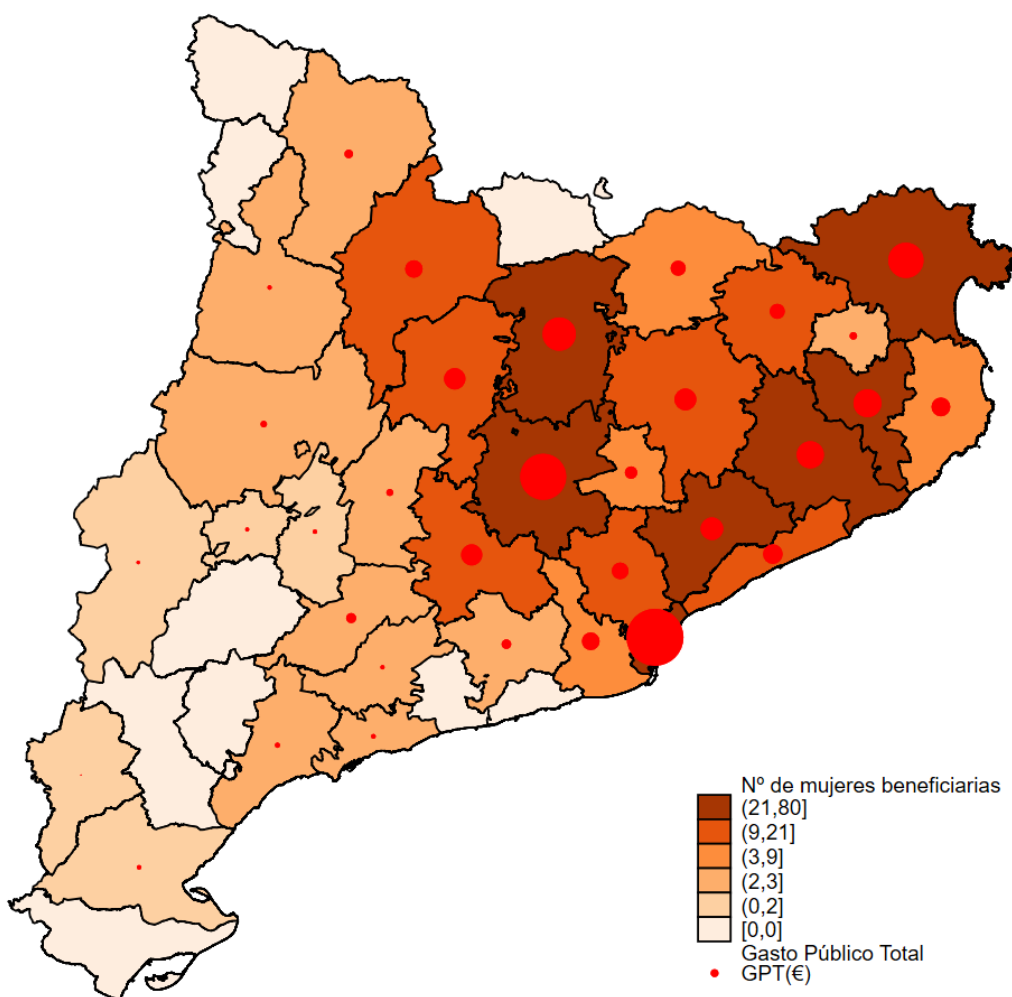 Nº de mujeres beneficiarias
(21,80]
(9,21]
(3,9]
(2,3]
(0,2]
[0,0]
Gasto Público Total
GPT(€)